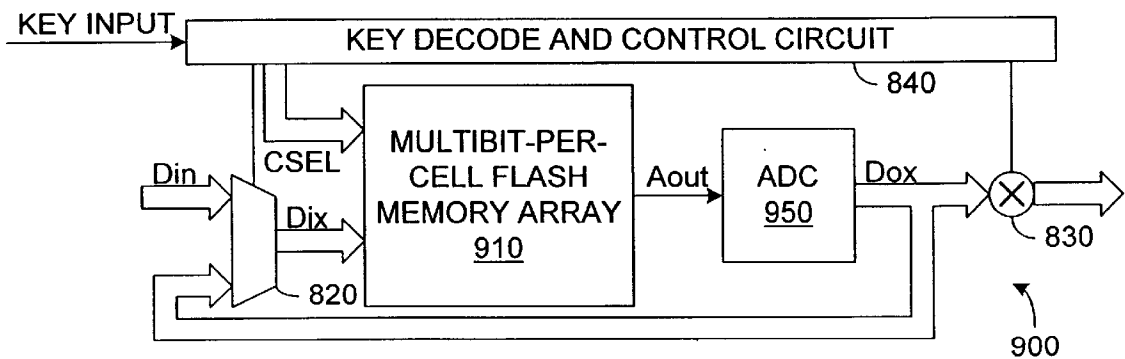 KEY INPUT
KEY DECODE AND CONTROL CIRCUIT
840
CSEL
MULTIBIT-PER-
CELL FLASH
MEMORY ARRAY
910
Din
Dix
820
Aout
ADC
950
Dox
830
900